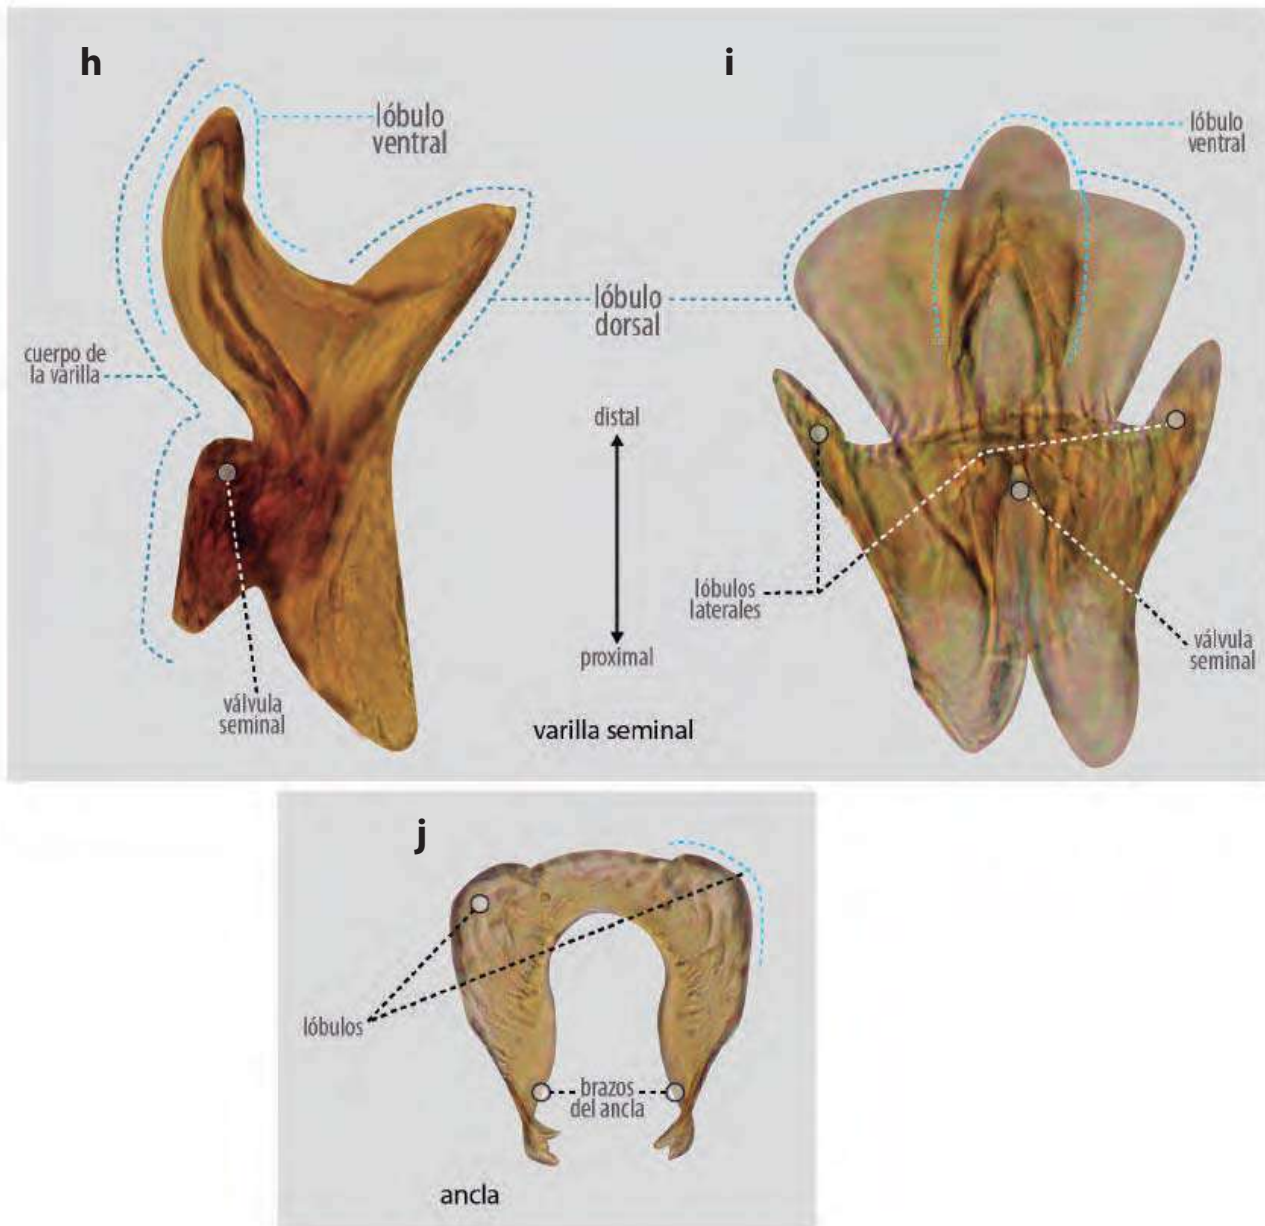 h
i
lóbulo
ventral
lóbulo
ventral
lóbulo
dorsal
cuerpo de
la varilla
distal
lóbulos
laterales
proximal
válvula
seminal
válvula
seminal
varilla seminal
j
lóbulos
brazos
del ancla
ancla